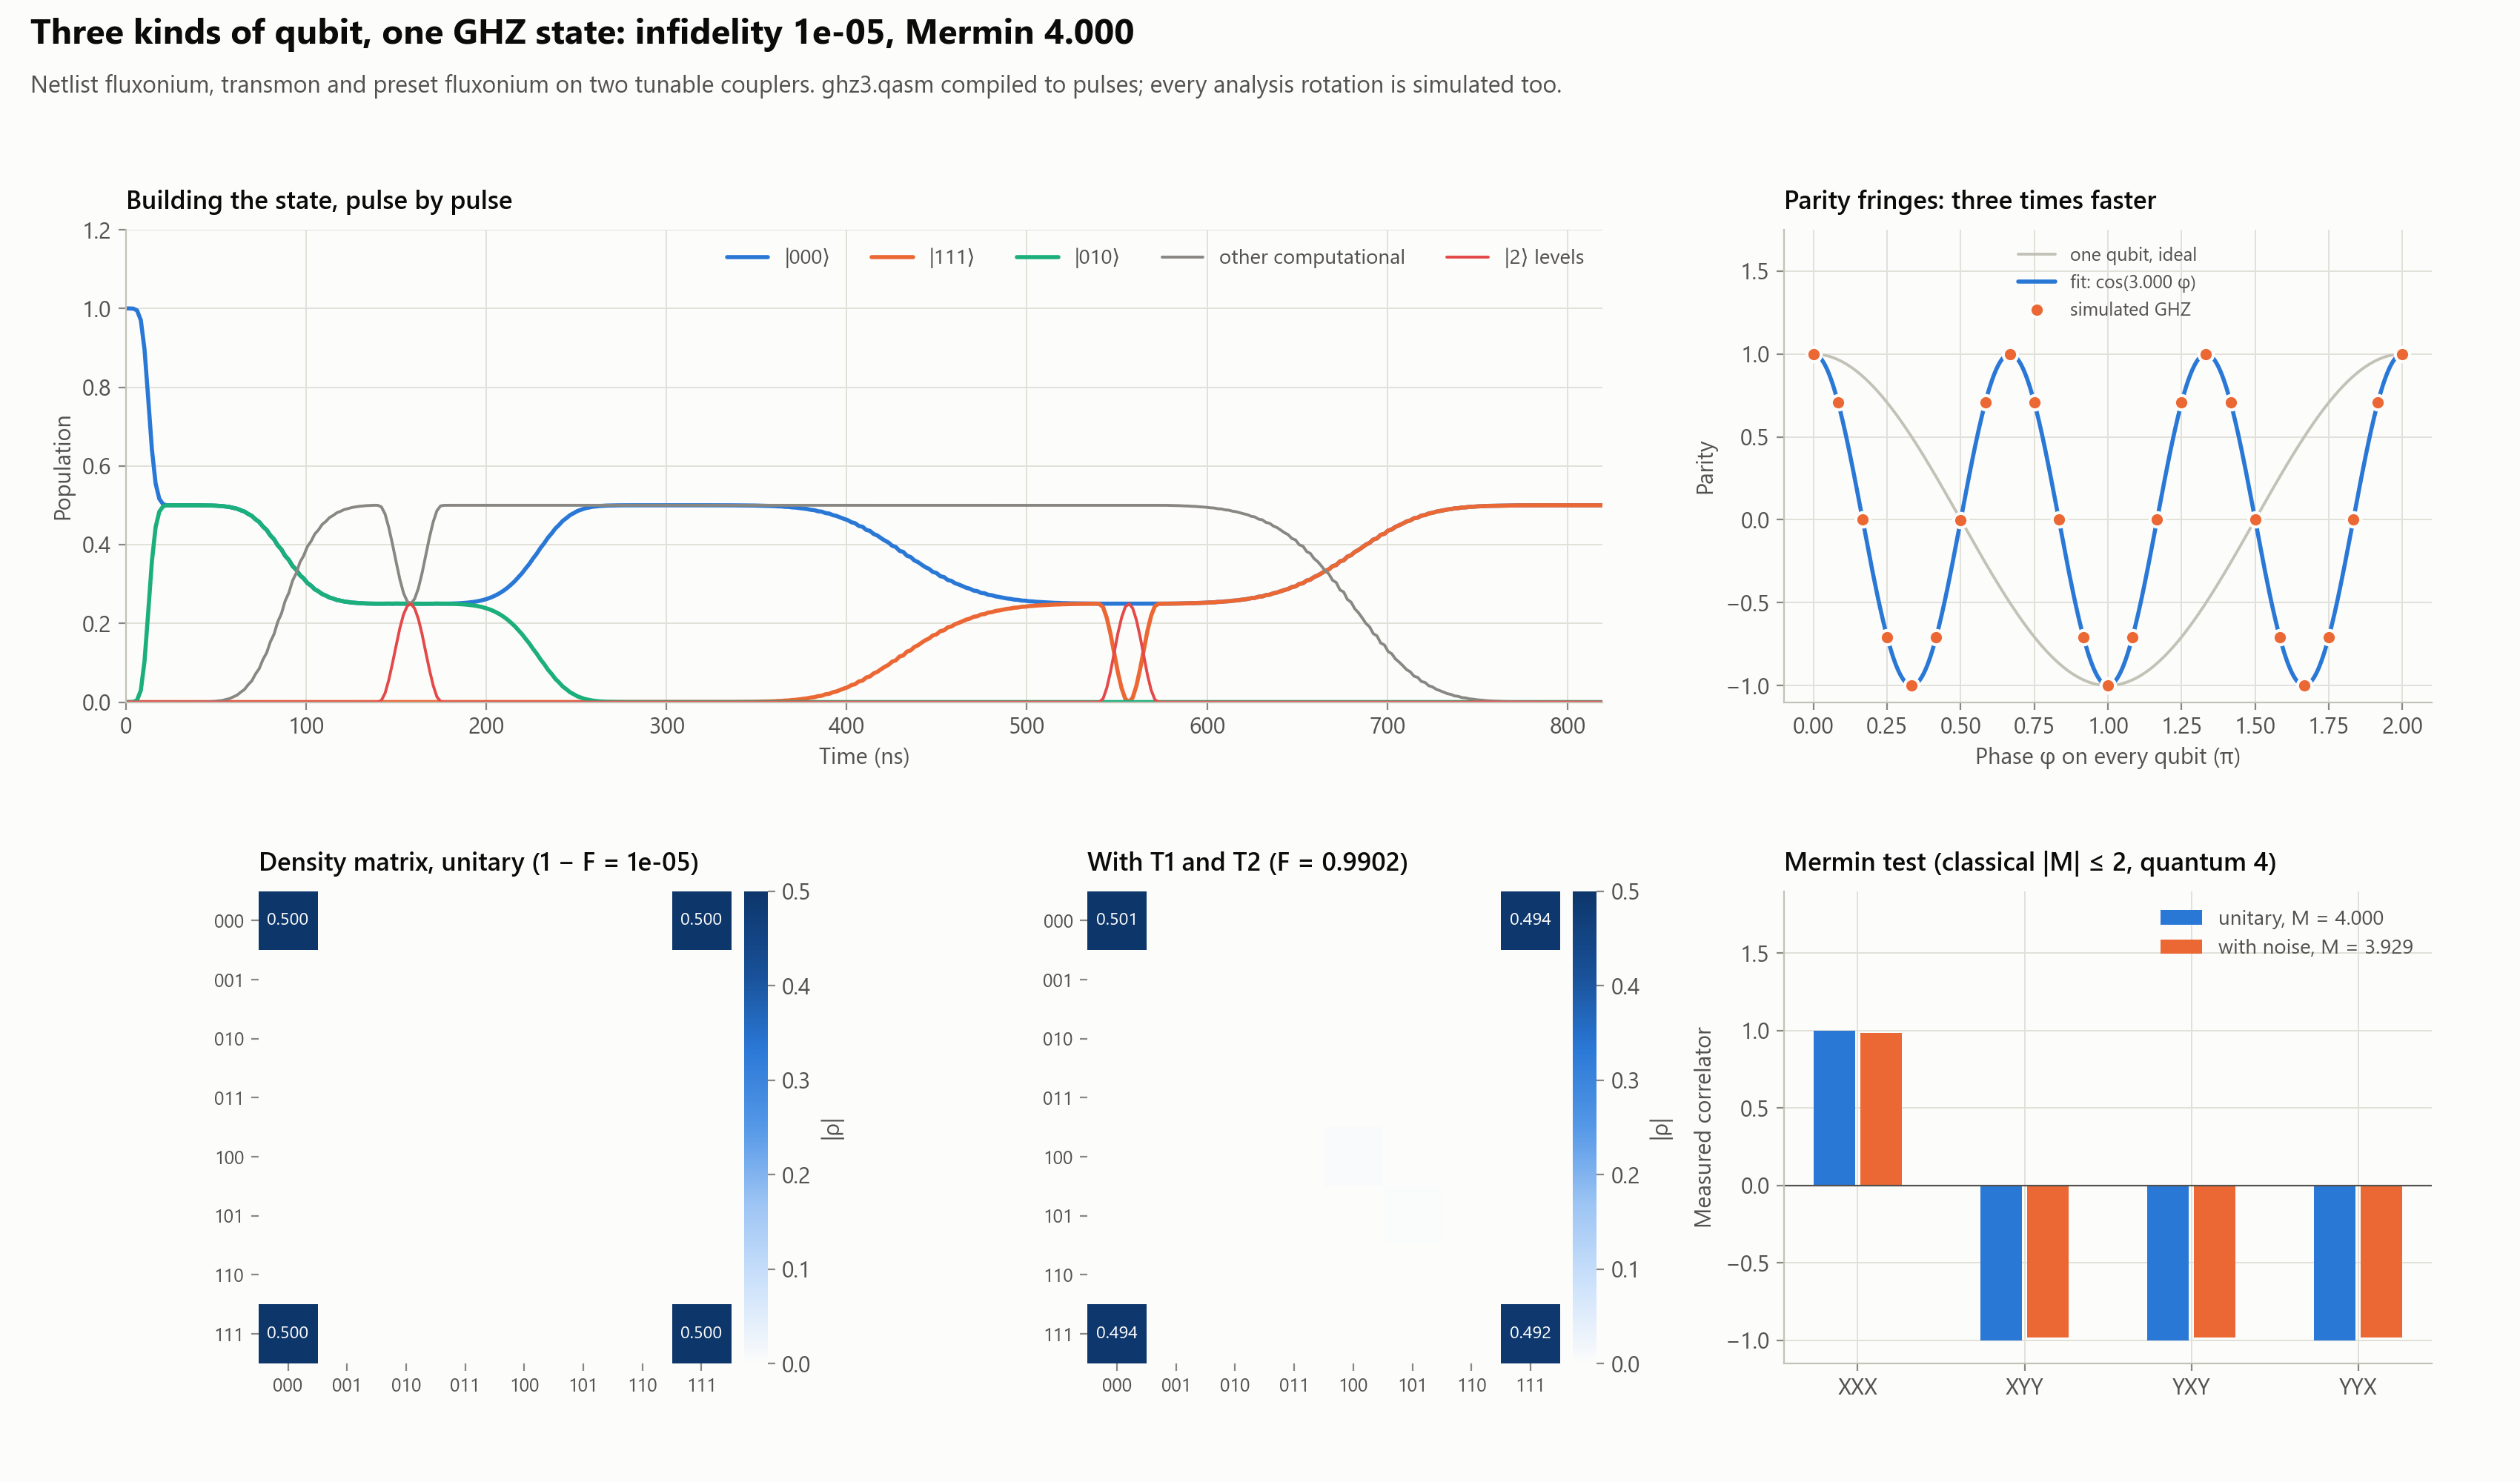 Three kinds of qubit, one GHZ state: infidelity 1e-05, Mermin 4.000
Netlist fluxonium, transmon and preset fluxonium on two tunable couplers. ghz3.qasm compiled to pulses; every analysis rotation is simulated too.
Building the state, pulse by pulse
|000⟩ |111⟩ |010⟩ other computational |2⟩ levels
1.2
1.0
0.8
0.6
0.4
0.2
0.0
Population
0 100 200 300 400 500 600 700 800
Time (ns)
Parity fringes: three times faster
one qubit, ideal
fit: cos(3.000 φ)
simulated GHZ
1.5
1.0
0.5
0.0
−0.5
−1.0
Parity
0.00 0.25 0.50 0.75 1.00 1.25 1.50 1.75 2.00
Phase φ on every qubit (π)
Density matrix, unitary (1 − F = 1e-05)
000
001
010
011
100
101
110
111
0.500 0.500
0.500 0.500
000 001 010 011 100 101 110 111
0.5
0.4
0.3
0.2
0.1
0.0
|ρ|
With T1 and T2 (F = 0.9902)
000
001
010
011
100
101
110
111
0.501 0.494
0.494 0.492
000 001 010 011 100 101 110 111
0.5
0.4
0.3
0.2
0.1
0.0
|ρ|
Mermin test (classical |M| ≤ 2, quantum 4)
unitary, M = 4.000
with noise, M = 3.929
1.5
1.0
0.5
0.0
−0.5
−1.0
Measured correlator
XXX XYY YXY YYX